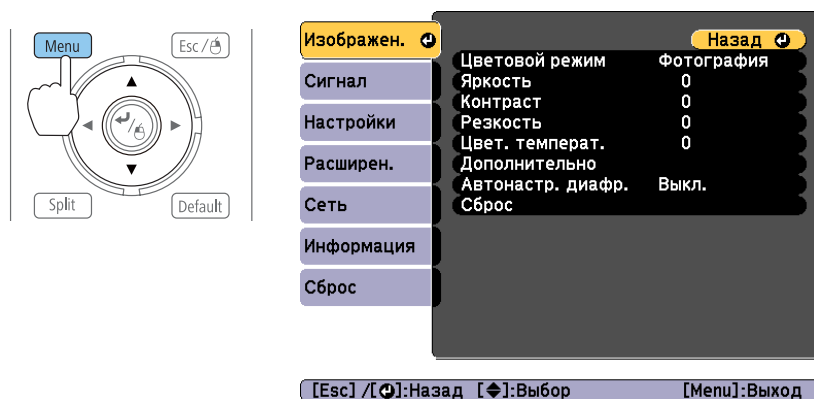 Menu
Esc /
Split
Default
Изображен.
Сигнал
Настройки
Расширен.
Сеть
Информация
Сброс
Назад
Цветовой режим Фотография
Яркость 0
Контраст 0
Резкость 0
Цвет. температ. 0
Дополнительно
Автонастр. диафр. Выкл.
Сброс
[Esc] /[ ]:Назад [ ]:Выбор [Menu]:Выход